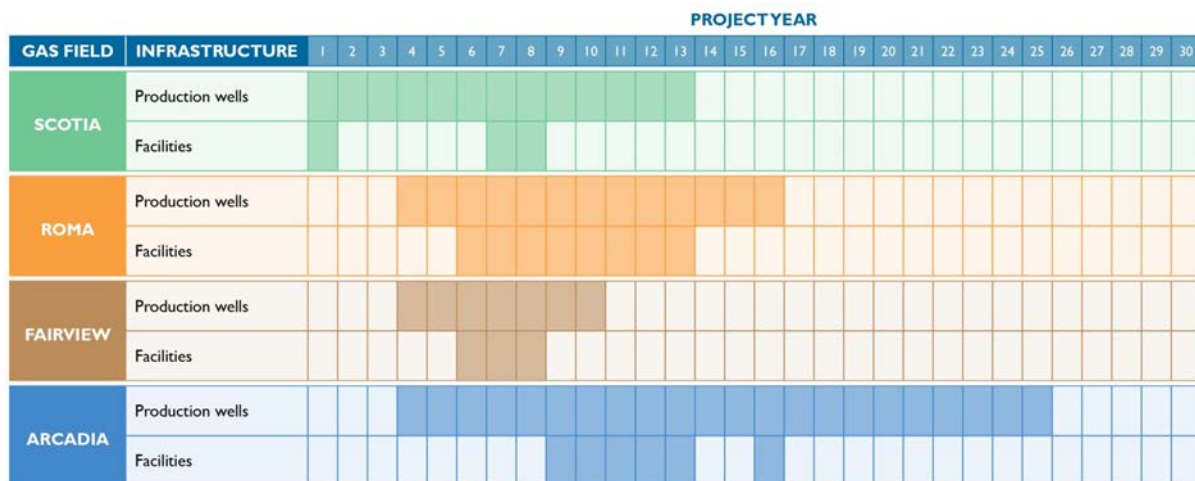 PROJECT YEAR
GAS FIELD INFRASTRUCTURE 1 2 3 4 5 6 7 8 9 10 11 12 13 14 15 16 17 18 19 20 21 22 23 24 25 26 27 28 29 30
SCOTIA
Production wells
Facilities
ROMA
Production wells
Facilities
FAIRVIEW
Production wells
Facilities
ARCADIA
Production wells
Facilities